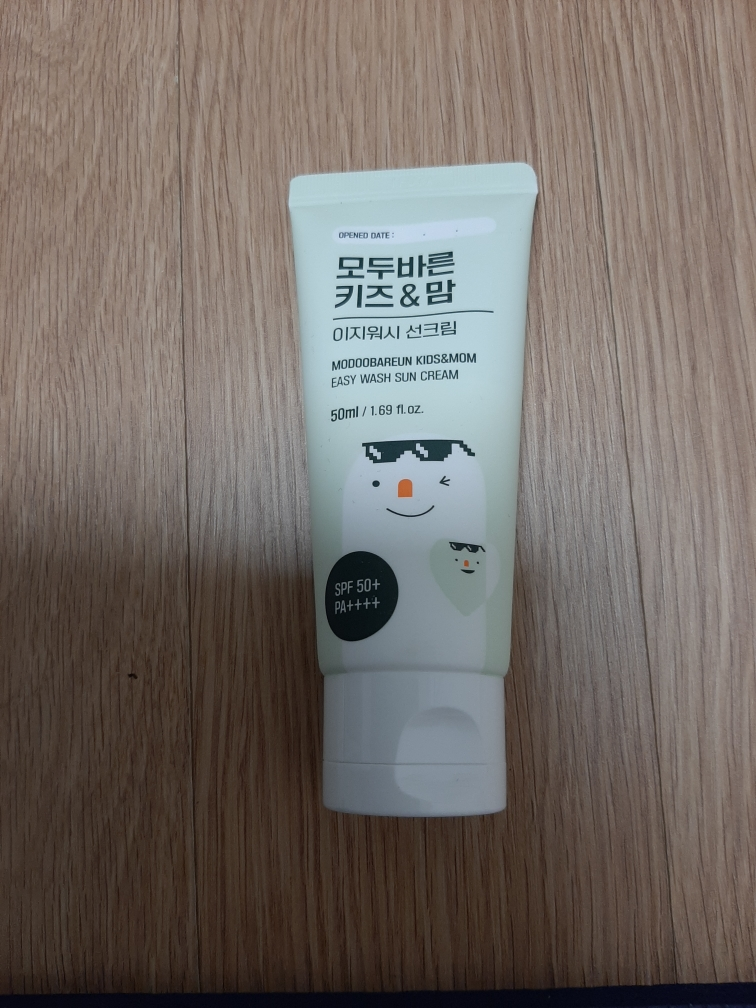 OPENED DATE :
모두바른
키즈&맘
이지워시 선크림
MODOOBAREUN KIDS&MOM
EASY WASH SUN CREAM
50ml / 1.69 fl.oz.
SPF 50+
PA++++